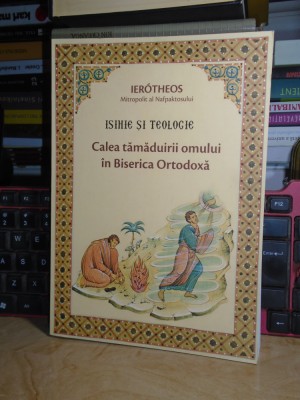 IERÓTHEOS
Mitropolit al Nafpaktosului
ISIHIE ȘI TEOLOGIE
Calea tămăduirii omului
în Biserica Ortodoxă